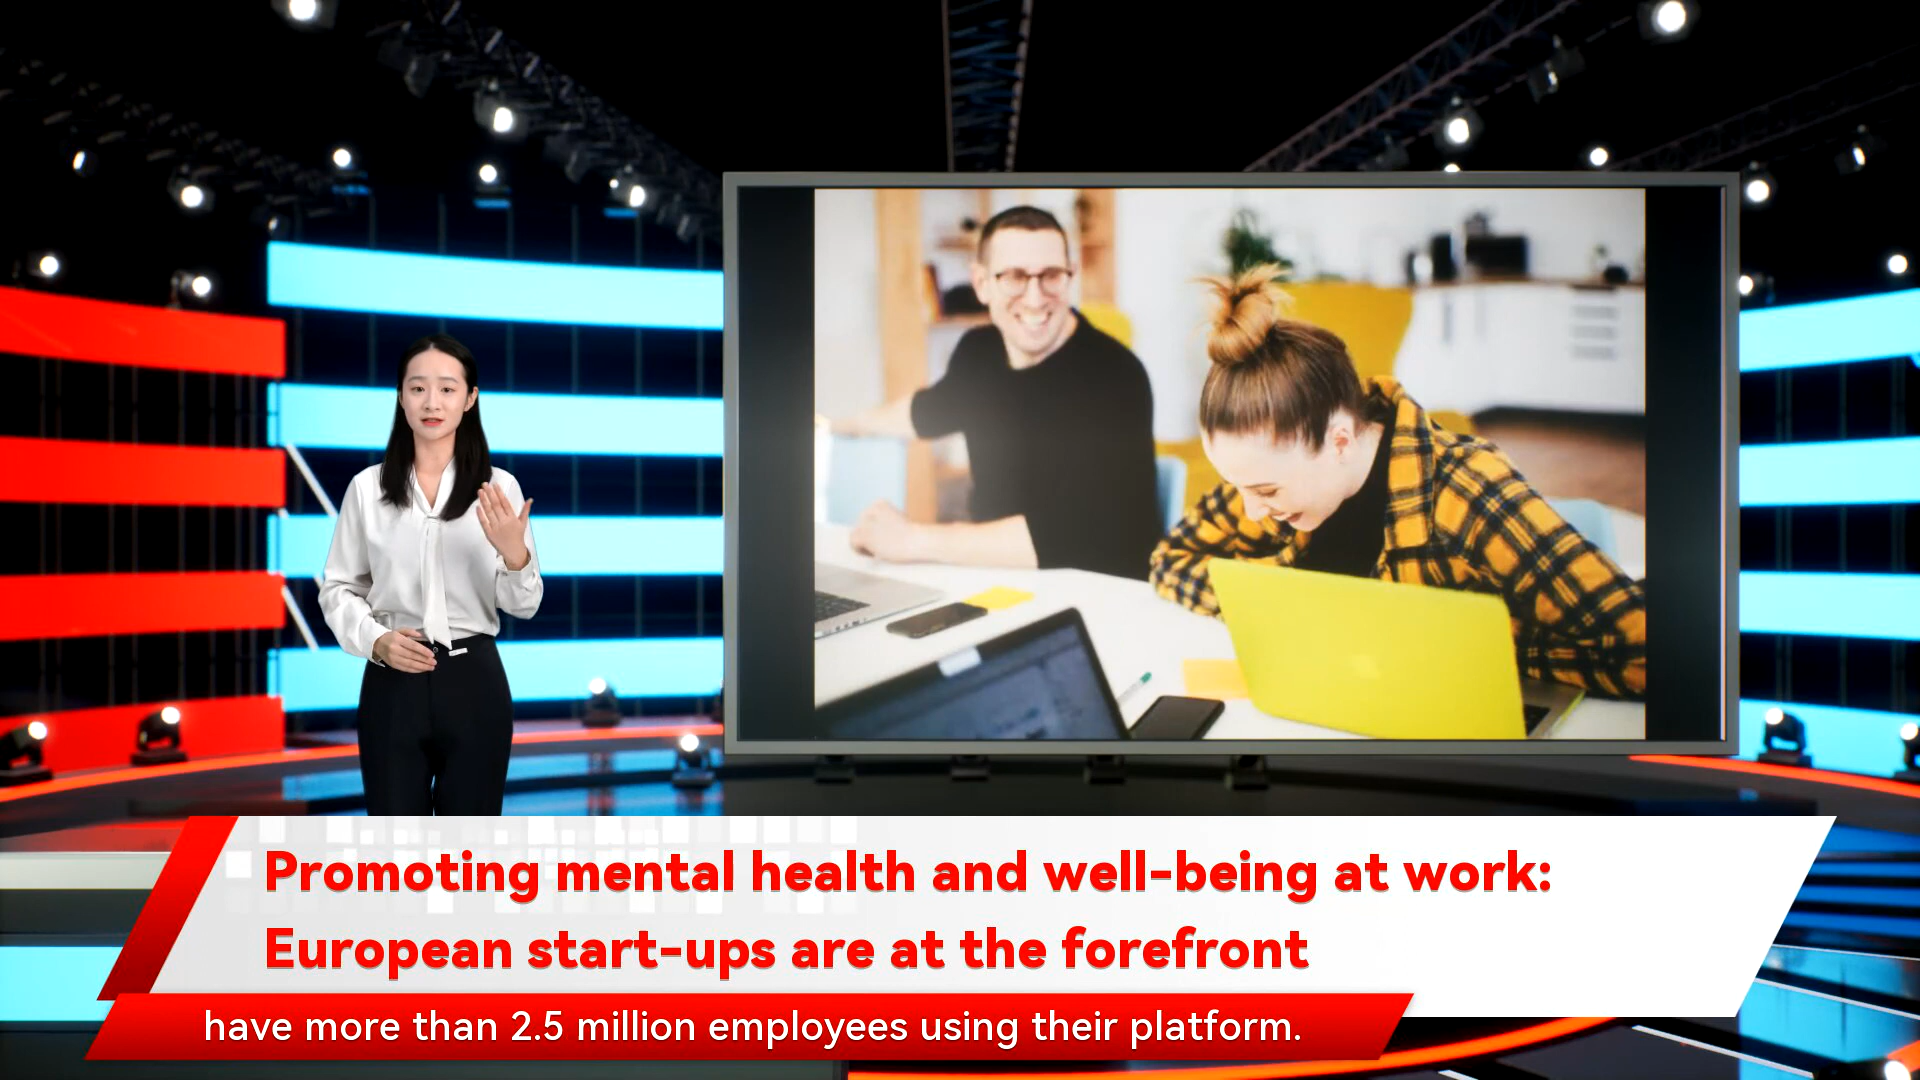 Promoting mental health and well-being at work:
European start-ups are at the forefront
have more than 2.5 million employees using their platform.